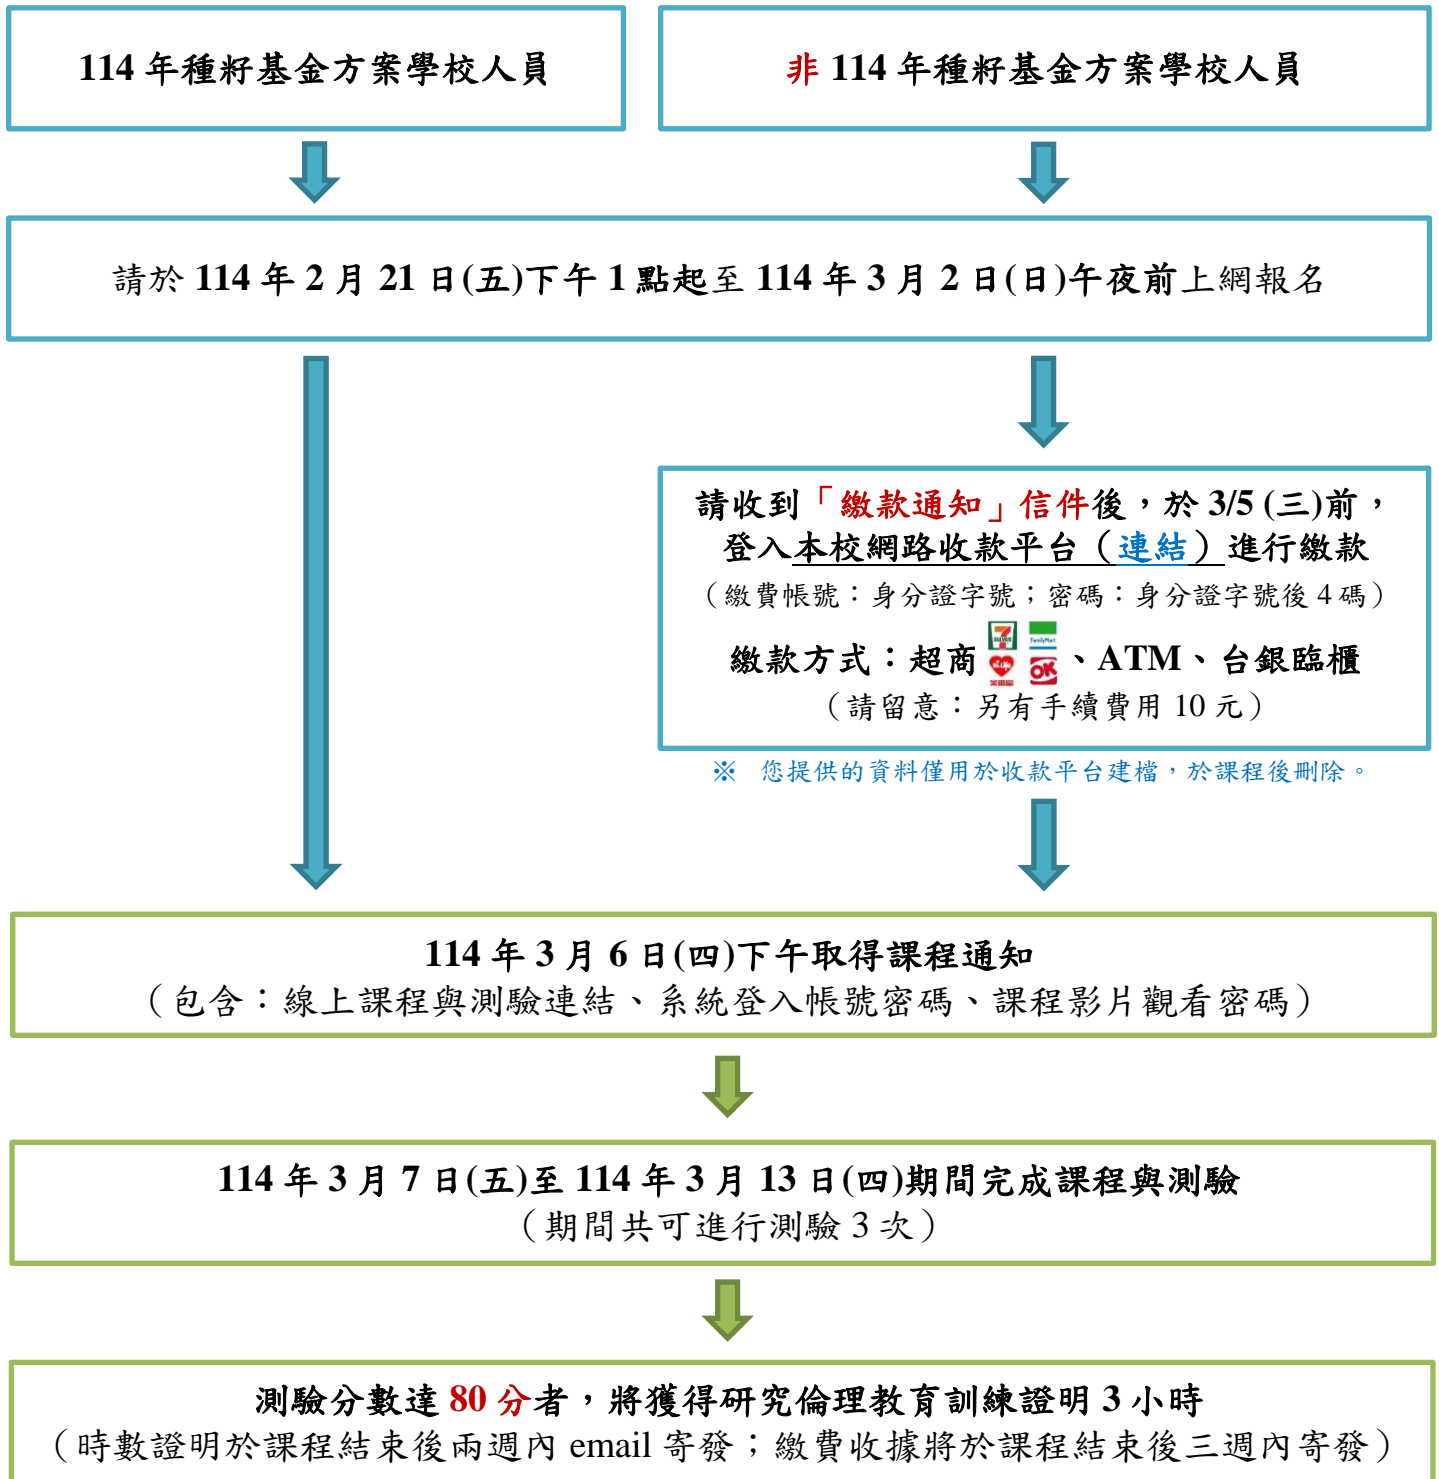 114 年種籽基金方案學校人員
非 114 年種籽基金方案學校人員
請於 114 年 2 月 21 日(五)下午 1 點起至 114 年 3 月 2 日(日)午夜前上網報名
請收到「繳款通知」信件後，於 3/5 (三)前，
登入本校網路收款平台（連結）進行繳款
（繳費帳號：身分證字號；密碼：身分證字號後 4 碼）
繳款方式：超商 7 ELEVEN FamilyMart 萊爾富 OK 、ATM、台銀臨櫃
（請留意：另有手續費用 10 元）
※ 您提供的資料僅用於收款平台建檔，於課程後刪除。
114 年 3 月 6 日(四)下午取得課程通知
（包含：線上課程與測驗連結、系統登入帳號密碼、課程影片觀看密碼）
114 年 3 月 7 日(五)至 114 年 3 月 13 日(四)期間完成課程與測驗
（期間共可進行測驗 3 次）
測驗分數達 80 分者，將獲得研究倫理教育訓練證明 3 小時
（時數證明於課程結束後兩週內 email 寄發；繳費收據將於課程結束後三週內寄發）